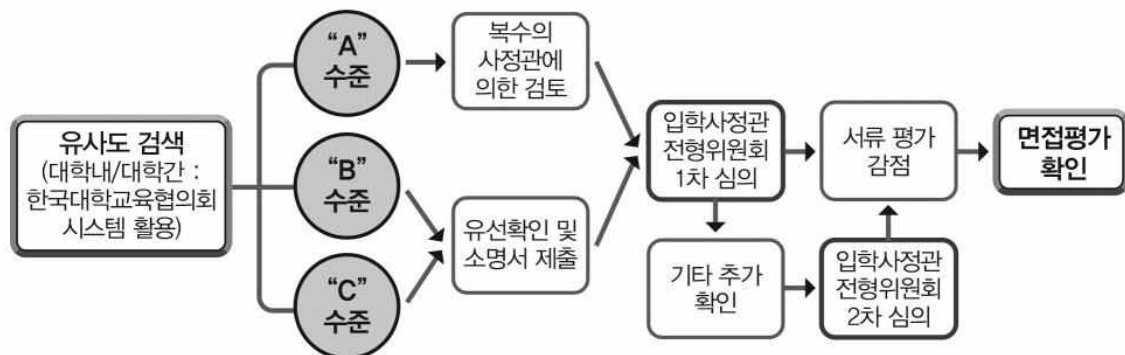 유사도 검색
(대학내/대학간 :
한국대학교육협의회
시스템 활용)
“A”
수준
“B”
수준
“C”
수준
복수의
사정관에
의한 검토
유선확인 및
소명서 제출
입학사정관
전형위원회
1차 심의
기타 추가
확인
입학사정관
전형위원회
2차 심의
서류 평가
감점
면접평가
확인